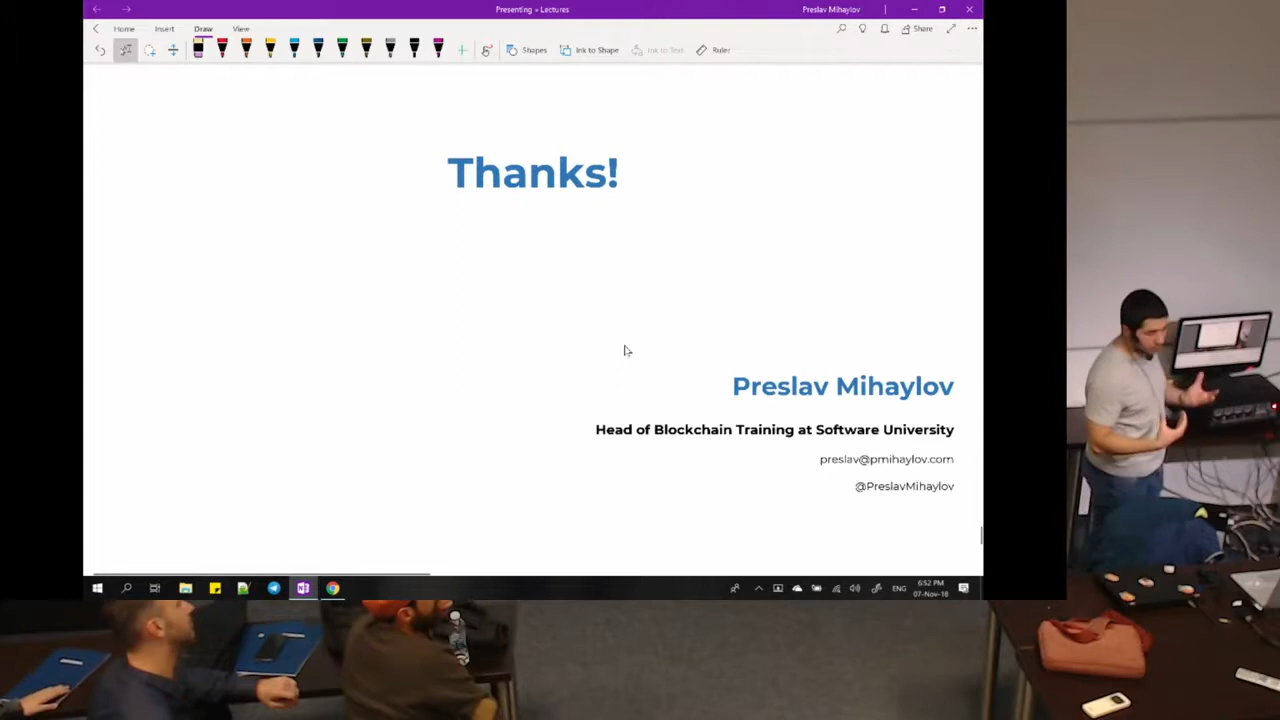 Presenting » Lectures
Preslav Mihaylov
Home Insert Draw View
Share
Shapes Ink to Shape Ink to Text Ruler
Thanks!
Preslav Mihaylov
Head of Blockchain Training at Software University
preslav@pmihaylov.com
@PreslavMihaylov
ENG
6:52 PM
07-Nov-18